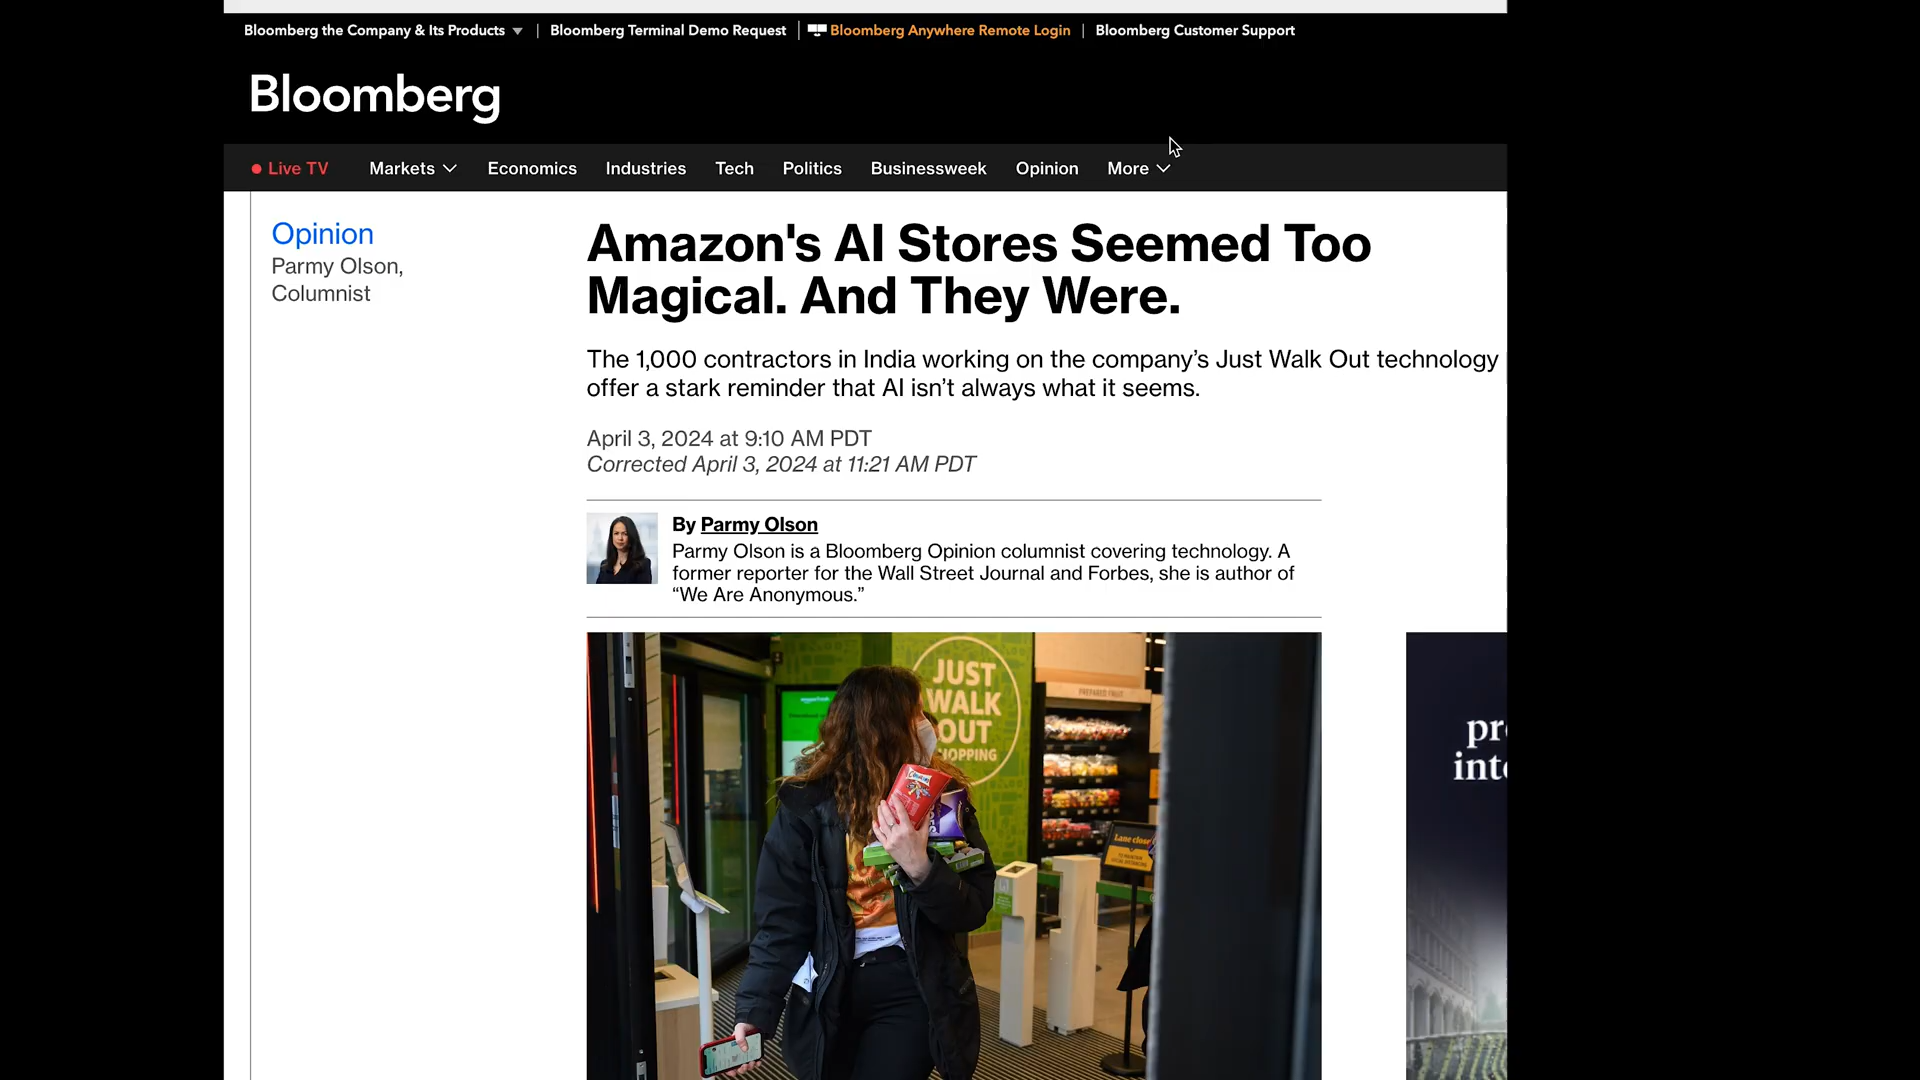 Bloomberg the Company & Its Products
Bloomberg Terminal Demo Request
Bloomberg Anywhere Remote Login
Bloomberg Customer Support
Bloomberg
Live TV
Markets
Economics
Industries
Tech
Politics
Businessweek
Opinion
More
Opinion
Parmy Olson,
Columnist
Amazon's AI Stores Seemed Too
Magical. And They Were.
The 1,000 contractors in India working on the company’s Just Walk Out technology
offer a stark reminder that AI isn’t always what it seems.
April 3, 2024 at 9:10 AM PDT
Corrected April 3, 2024 at 11:21 AM PDT
By Parmy Olson
Parmy Olson is a Bloomberg Opinion columnist covering technology. A
former reporter for the Wall Street Journal and Forbes, she is author of
“We Are Anonymous.”
JUST
WALK
OUT
PREPARED FRUIT
Lane close